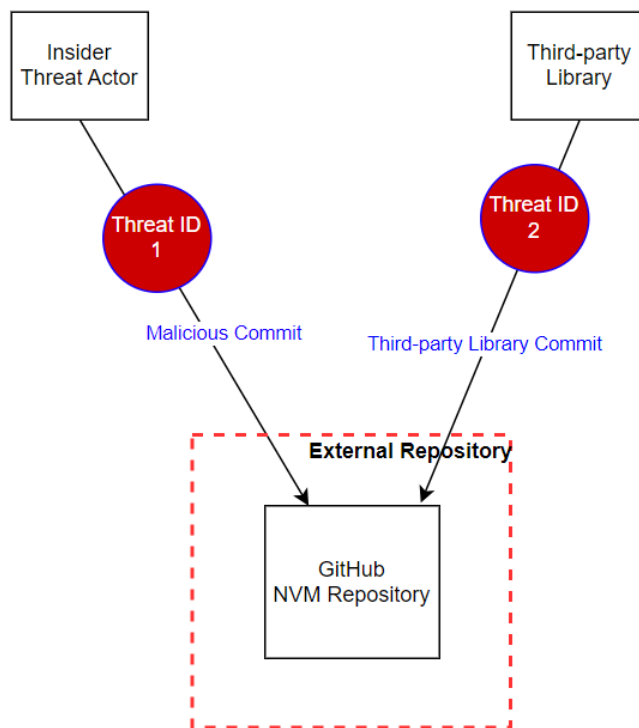 Insider
Threat Actor
Third-party
Library
Threat ID
1
Threat ID
2
Malicious Commit
Third-party Library Commit
External Repository
GitHub
NVM Repository